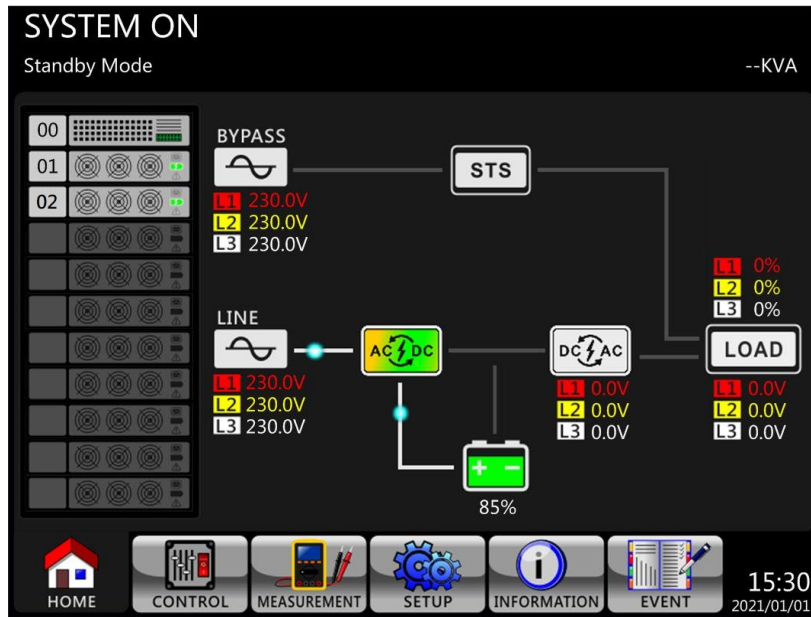 SYSTEM ON
Standby Mode
--KVA
00
01
02
BYPASS
L1 230.0V
L2 230.0V
L3 230.0V
STS
L1 0%
L2 0%
L3 0%
LINE
AC DC
DC AC
LOAD
L1 230.0V
L2 230.0V
L3 230.0V
L1 0.0V
L2 0.0V
L3 0.0V
L1 0.0V
L2 0.0V
L3 0.0V
+ -
85%
HOME
CONTROL
MEASUREMENT
SETUP
i
INFORMATION
EVENT
15:30
2021/01/01